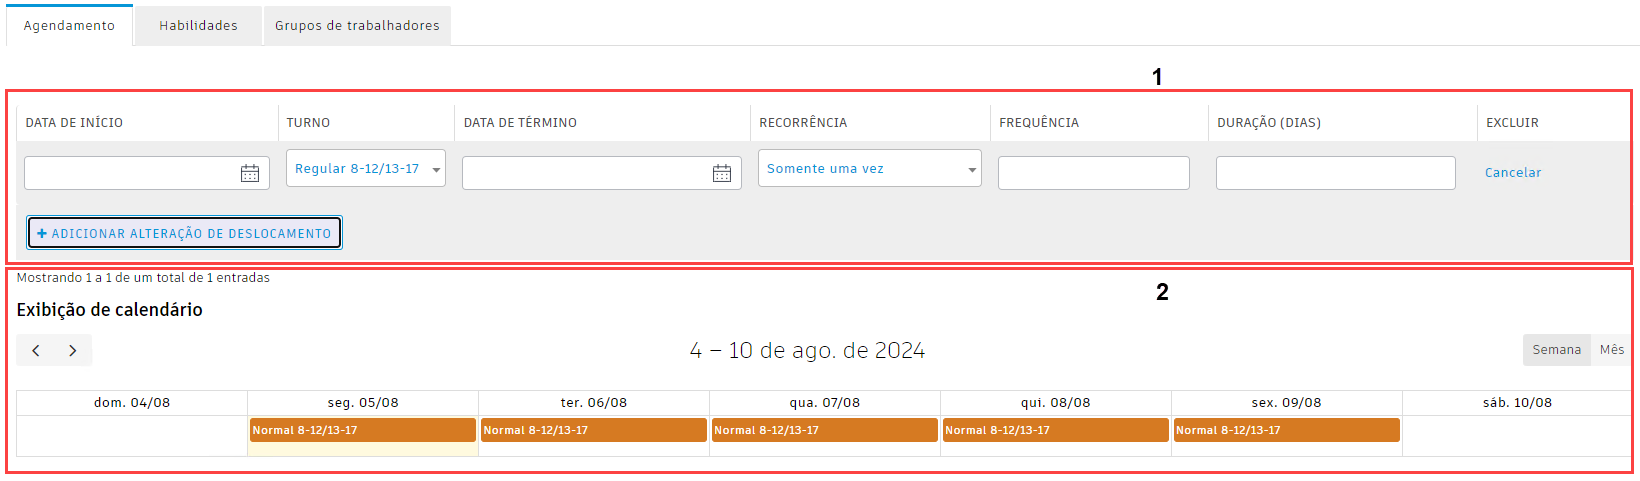 Agendamento Habilidades Grupos de trabalhadores
1
DATA DE INÍCIO TURNO DATA DE TÉRMINO RECORRÊNCIA FREQUÊNCIA DURAÇÃO (DIAS) EXCLUIR
Regular 8-12/13-17 Somente uma vez Cancelar
+ ADICIONAR ALTERAÇÃO DE DESLOCAMENTO
Mostrando 1 a 1 de um total de 1 entradas
2
Exibição de calendário
4 – 10 de ago. de 2024 Semana Mês
dom. 04/08 seg. 05/08 ter. 06/08 qua. 07/08 qui. 08/08 sex. 09/08 sáb. 10/08
Normal 8-12/13-17 Normal 8-12/13-17 Normal 8-12/13-17 Normal 8-12/13-17 Normal 8-12/13-17